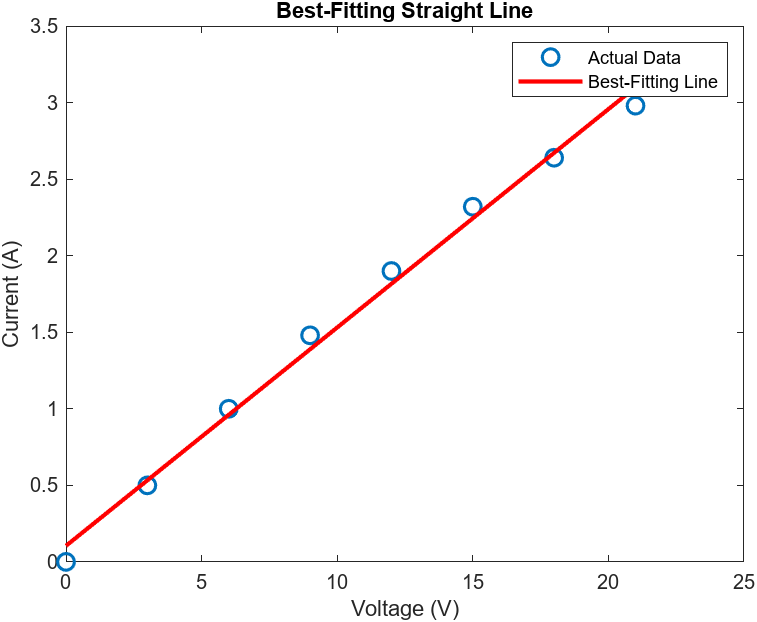 Best-Fitting Straight Line
Actual Data
Best-Fitting Line
3.5
3
2.5
2
1.5
1
0.5
0
Current (A)
0 5 10 15 20 25
Voltage (V)